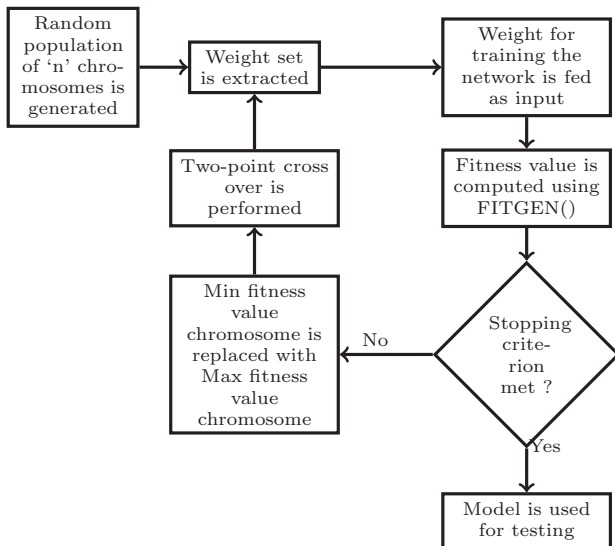 Random
population
of ‘n’ chro-
mosomes is
generated
Weight set
is extracted
Weight for
training the
network is fed
as input
Fitness value is
computed using
FITGEN()
Stopping
crite-
rion
met ?
No
Min fitness
value
chromosome is
replaced with
Max fitness
value
chromosome
Two-point cross
over is
performed
Yes
Model is used
for testing